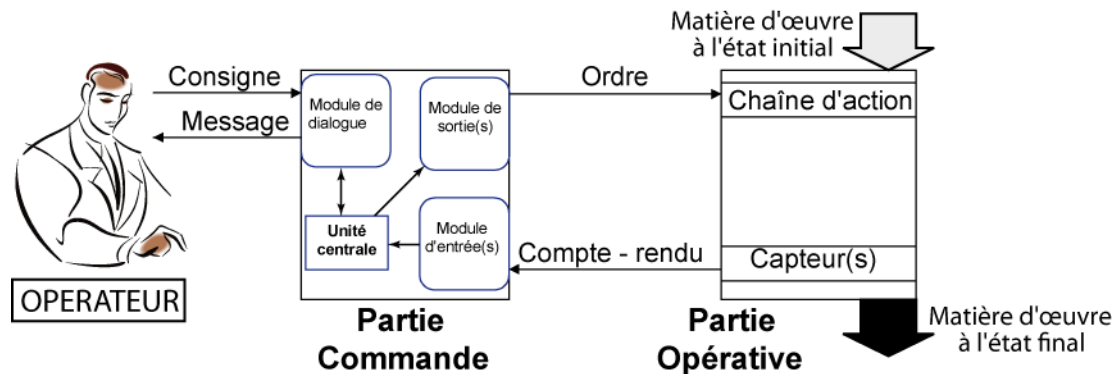 Matière d'œuvre
à l'état initial
Consigne
Message
OPERATEUR
Module de
dialogue
Module de
sortie(s)
Unité
centrale
Module
d'entrée(s)
Partie
Commande
Ordre
Compte - rendu
Chaîne d'action
Capteur(s)
Partie
Opérative
Matière d'œuvre
à l'état final